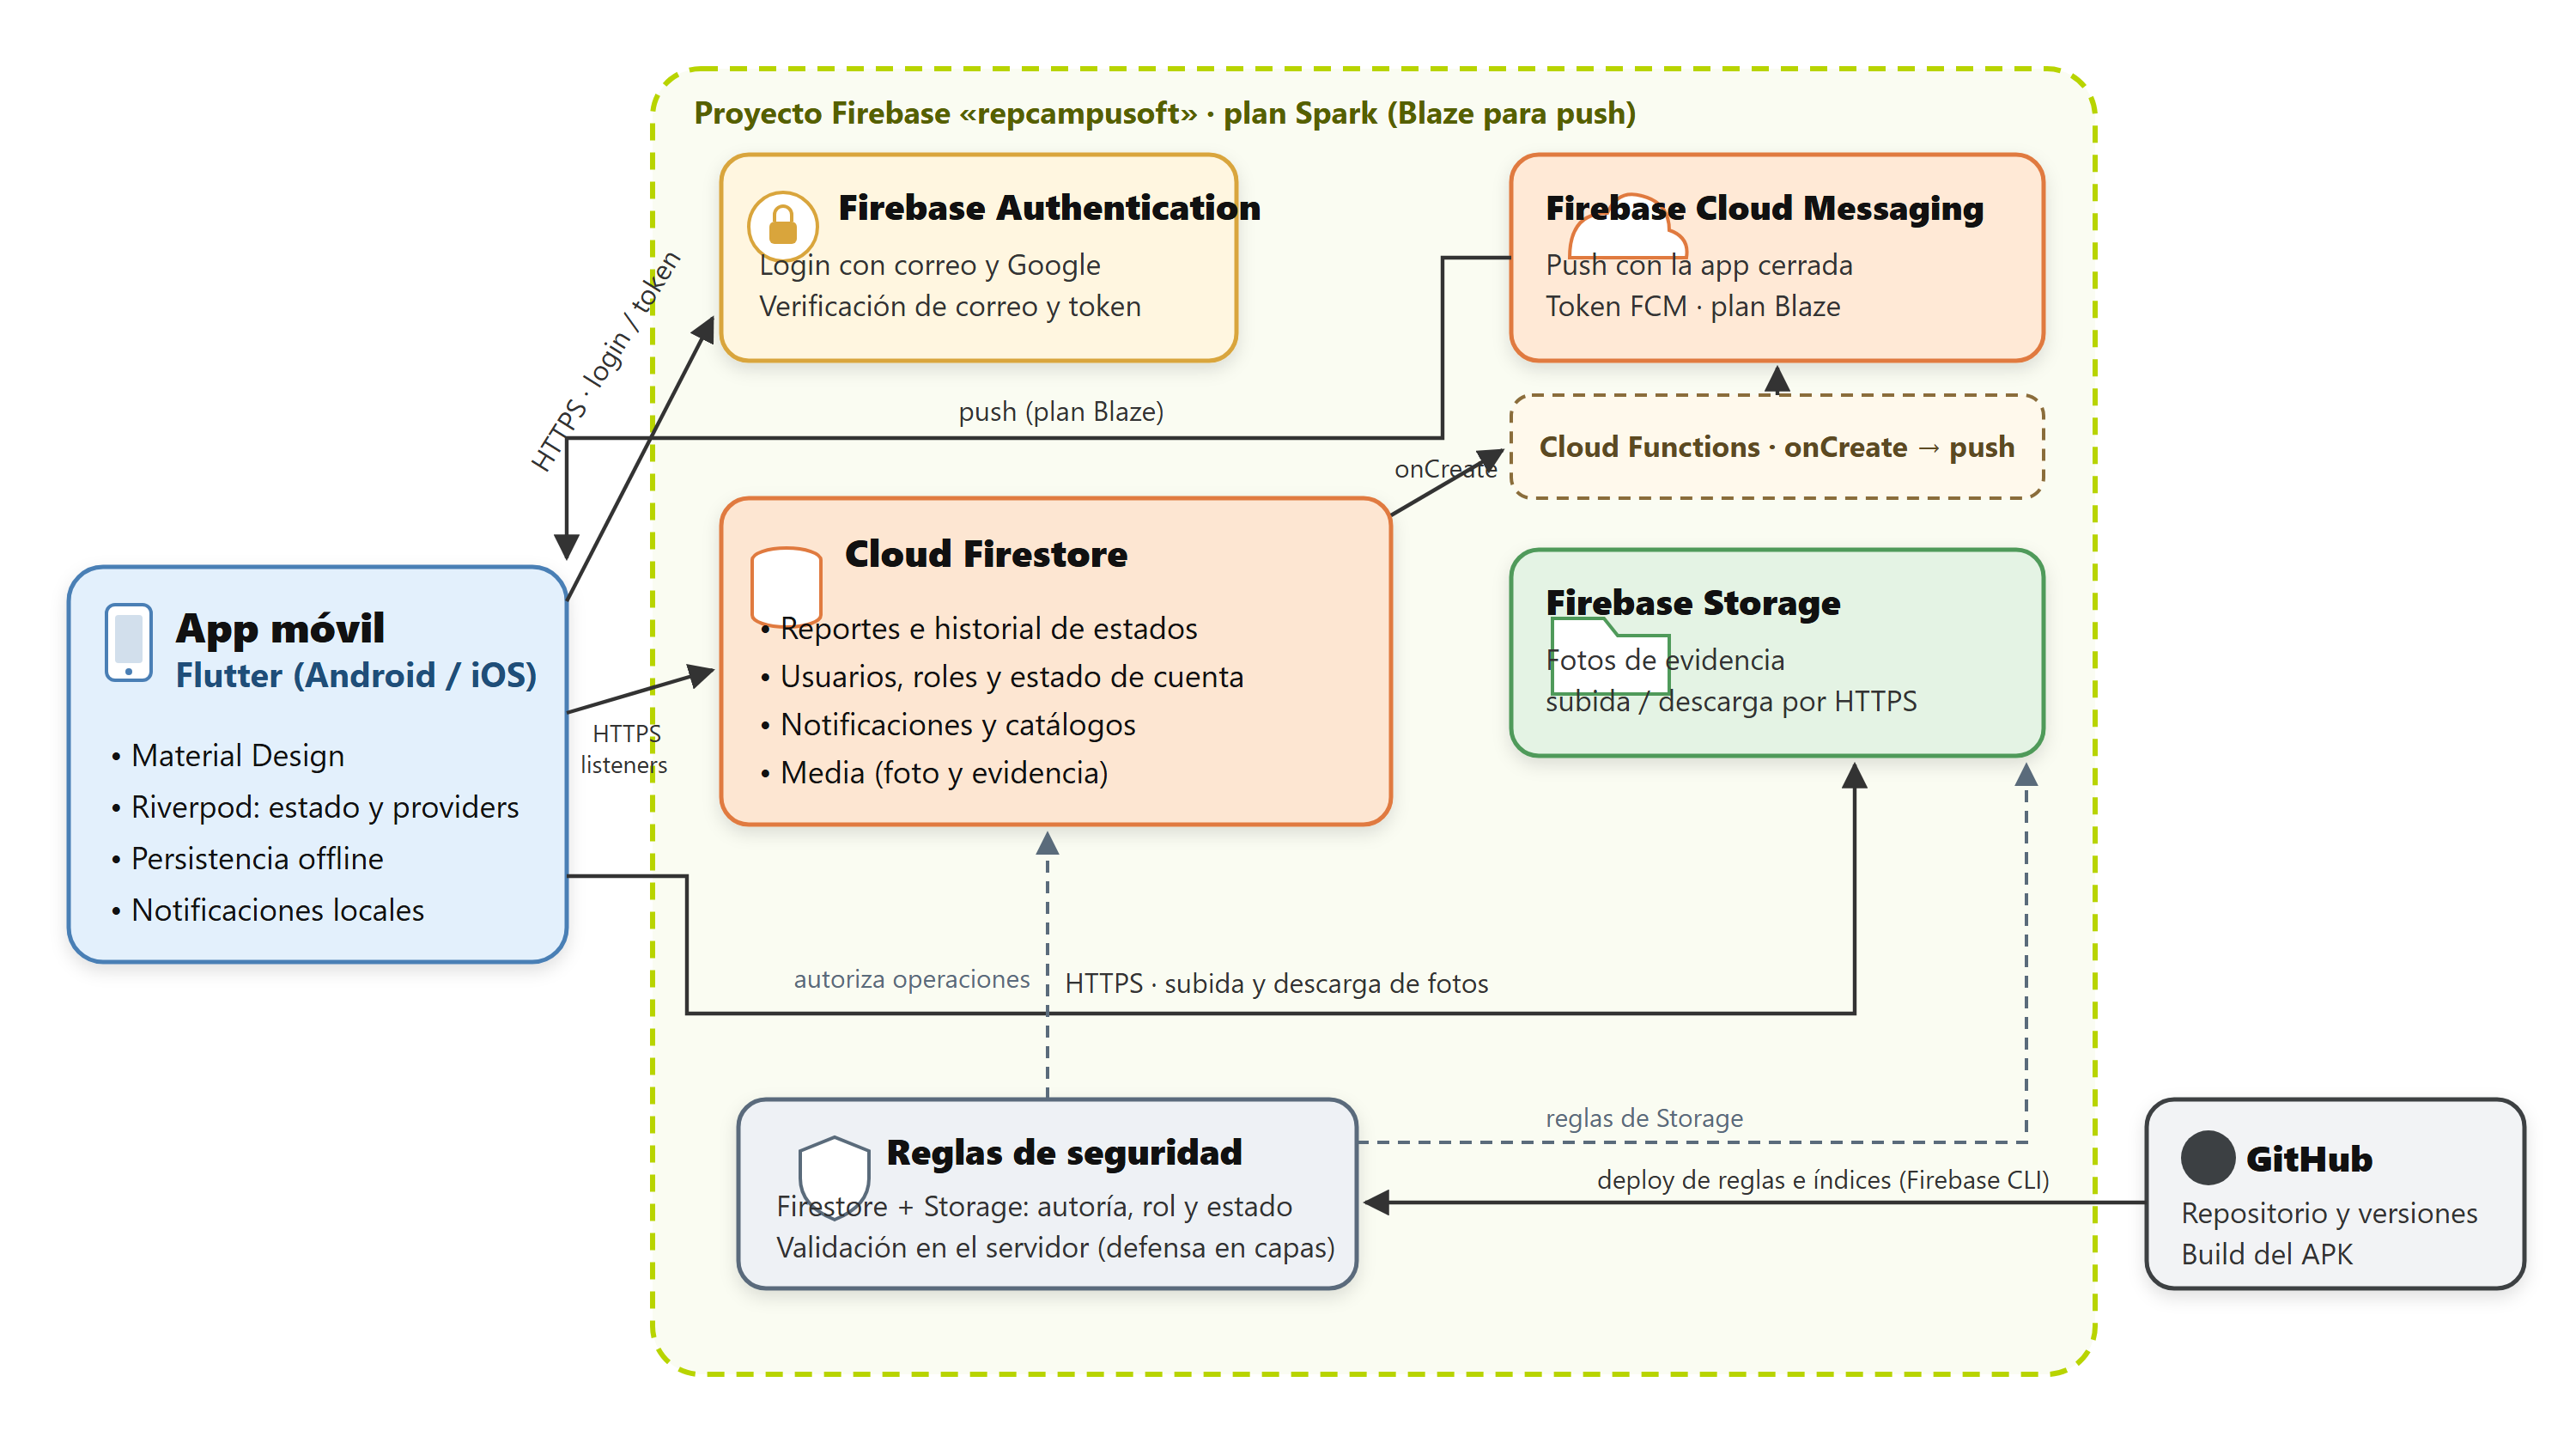 Proyecto Firebase «repcampusoft» · plan Spark (Blaze para push)
Firebase Authentication
Login con correo y Google
Verificación de correo y token
Firebase Cloud Messaging
Push con la app cerrada
Token FCM · plan Blaze
HTTPS · login / token
push (plan Blaze)
onCreate
Cloud Functions · onCreate → push
App móvil
Flutter (Android / iOS)
• Material Design
• Riverpod: estado y providers
• Persistencia offline
• Notificaciones locales
HTTPS
listeners
Cloud Firestore
• Reportes e historial de estados
• Usuarios, roles y estado de cuenta
• Notificaciones y catálogos
• Media (foto y evidencia)
Firebase Storage
Fotos de evidencia
subida / descarga por HTTPS
autoriza operaciones
HTTPS · subida y descarga de fotos
Reglas de seguridad
Firestore + Storage: autoría, rol y estado
Validación en el servidor (defensa en capas)
reglas de Storage
deploy de reglas e índices (Firebase CLI)
GitHub
Repositorio y versiones
Build del APK